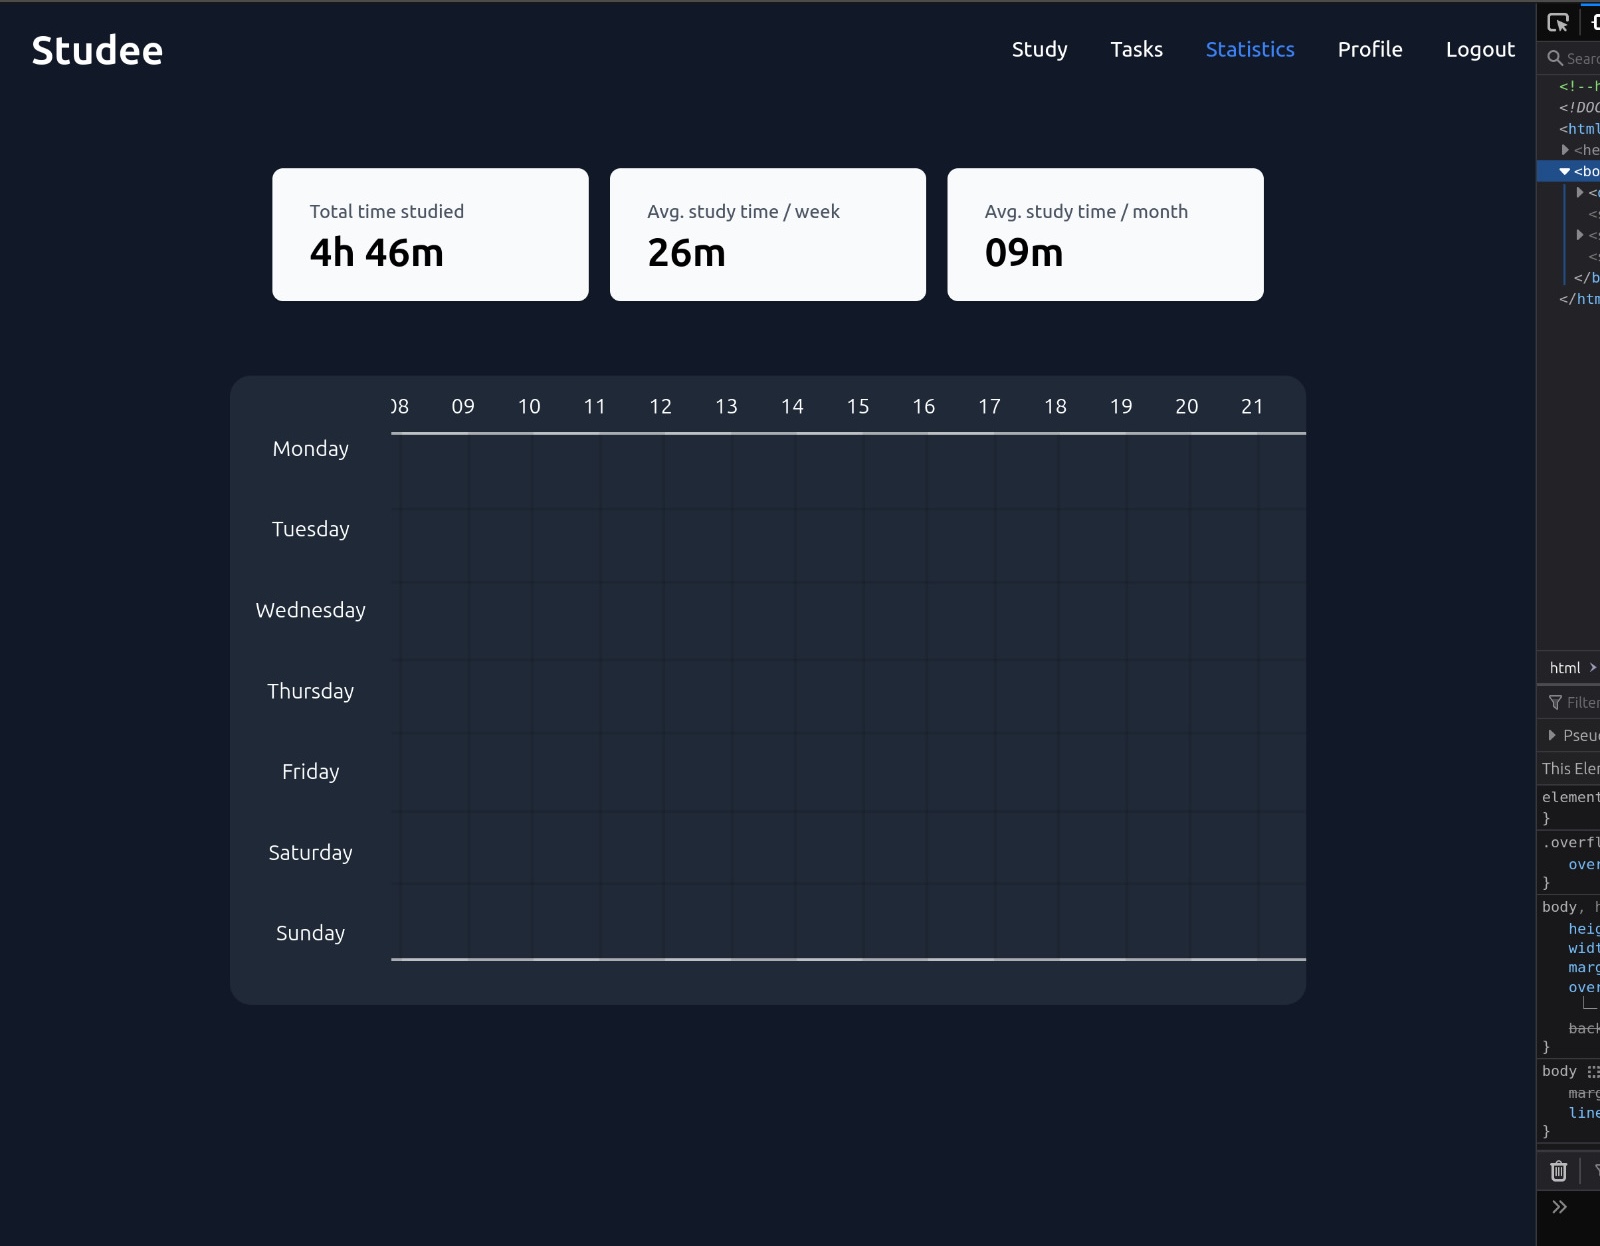 Studee
Study Tasks Statistics Profile Logout
Total time studied
4h 46m
Avg. study time / week
26m
Avg. study time / month
09m
08 09 10 11 12 13 14 15 16 17 18 19 20 21
Monday
Tuesday
Wednesday
Thursday
Friday
Saturday
Sunday
<!--h
<!DOC
<html
<he
<bo
</b
</htm
html
Filter
Pseu
This Elem
element
}
.overfl
over
}
body, h
heig
widt
marg
over
back
}
body
marg
line
}